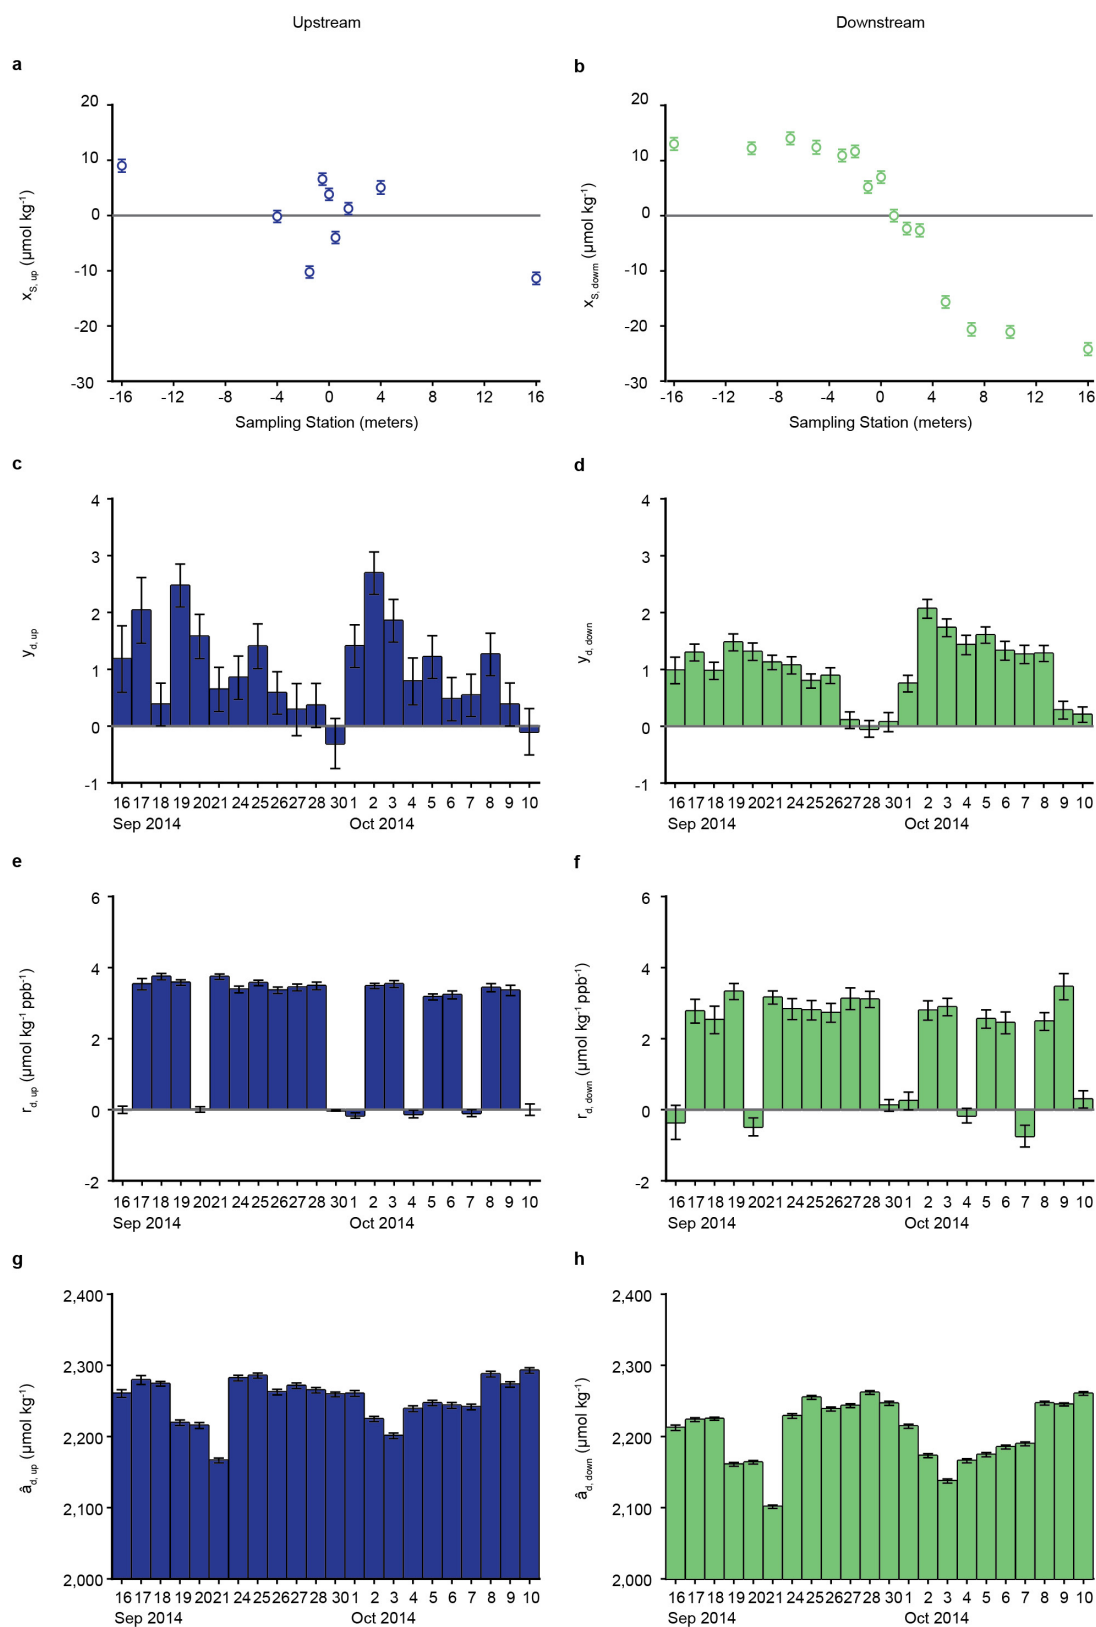 Upstream Downstream
a b
20 20
10 10
0 0
-10 -10
-20 -20
-30 -30
x S, up (µmol kg⁻¹) x S, dowm (µmol kg⁻¹)
-16 -12 -8 -4 0 4 8 12 16 -16 -12 -8 -4 0 4 8 12 16
Sampling Station (meters) Sampling Station (meters)
c d
4 4
3 3
2 2
1 1
0 0
-1 -1
y d, up y d, down
16 17 18 19 20 21 24 25 26 27 28 30 1 2 3 4 5 6 7 8 9 10 16 17 18 19 20 21 24 25 26 27 28 30 1 2 3 4 5 6 7 8 9 10
Sep 2014 Oct 2014 Sep 2014 Oct 2014
e f
6 6
4 4
2 2
0 0
-2 -2
r d, up (µmol kg⁻¹ ppb⁻¹) r d, down (µmol kg⁻¹ ppb⁻¹)
16 17 18 19 20 21 24 25 26 27 28 30 1 2 3 4 5 6 7 8 9 10 16 17 18 19 20 21 24 25 26 27 28 30 1 2 3 4 5 6 7 8 9 10
Sep 2014 Oct 2014 Sep 2014 Oct 2014
g h
2,400 2,400
2,300 2,300
2,200 2,200
2,100 2,100
2,000 2,000
â d, up (µmol kg⁻¹) â d, down (µmol kg⁻¹)
16 17 18 19 20 21 24 25 26 27 28 30 1 2 3 4 5 6 7 8 9 10 16 17 18 19 20 21 24 25 26 27 28 30 1 2 3 4 5 6 7 8 9 10
Sep 2014 Oct 2014 Sep 2014 Oct 2014